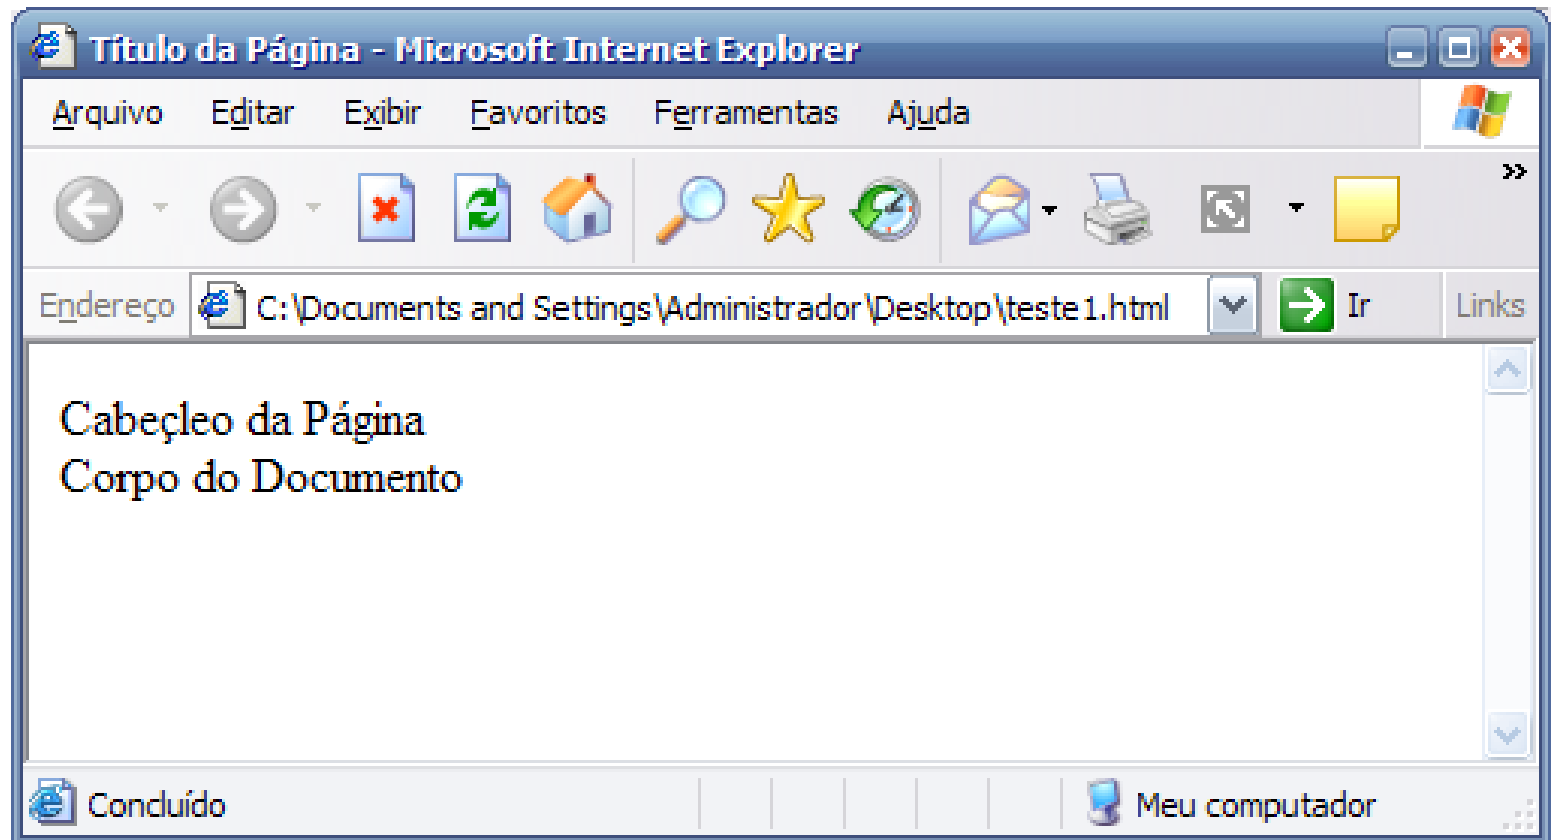 Título da Página - Microsoft Internet Explorer
Arquivo Editar Exibir Favoritos Ferramentas Ajuda
Endereço C:\Documents and Settings\Administrador\Desktop\teste1.html Ir Links
Cabeçleo da Página
Corpo do Documento
Concluído Meu computador